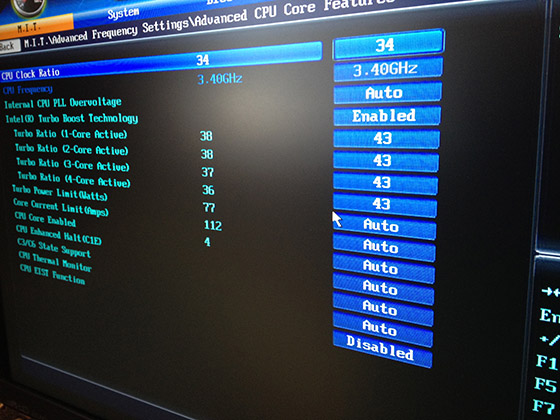 M.I.T.
System
Back
M.I.T.\Advanced Frequency Settings\Advanced CPU Core Features
CPU Clock Ratio 34 34
CPU Frequency 3.40GHz 3.40GHz
Internal CPU PLL Overvoltage Auto
Intel(R) Turbo Boost Technology Enabled
Turbo Ratio (1-Core Active) 38 43
Turbo Ratio (2-Core Active) 38 43
Turbo Ratio (3-Core Active) 37 43
Turbo Ratio (4-Core Active) 36 43
Turbo Power Limit(Watts) 77 Auto
Core Current Limit(Amps) 112 Auto
CPU Core Enabled 4 Auto
CPU Enhanced Halt(C1E) Auto
C3/C6 State Support Auto
CPU Thermal Monitor Auto
CPU EIST Function Disabled
En
+/
F1
F5
F7